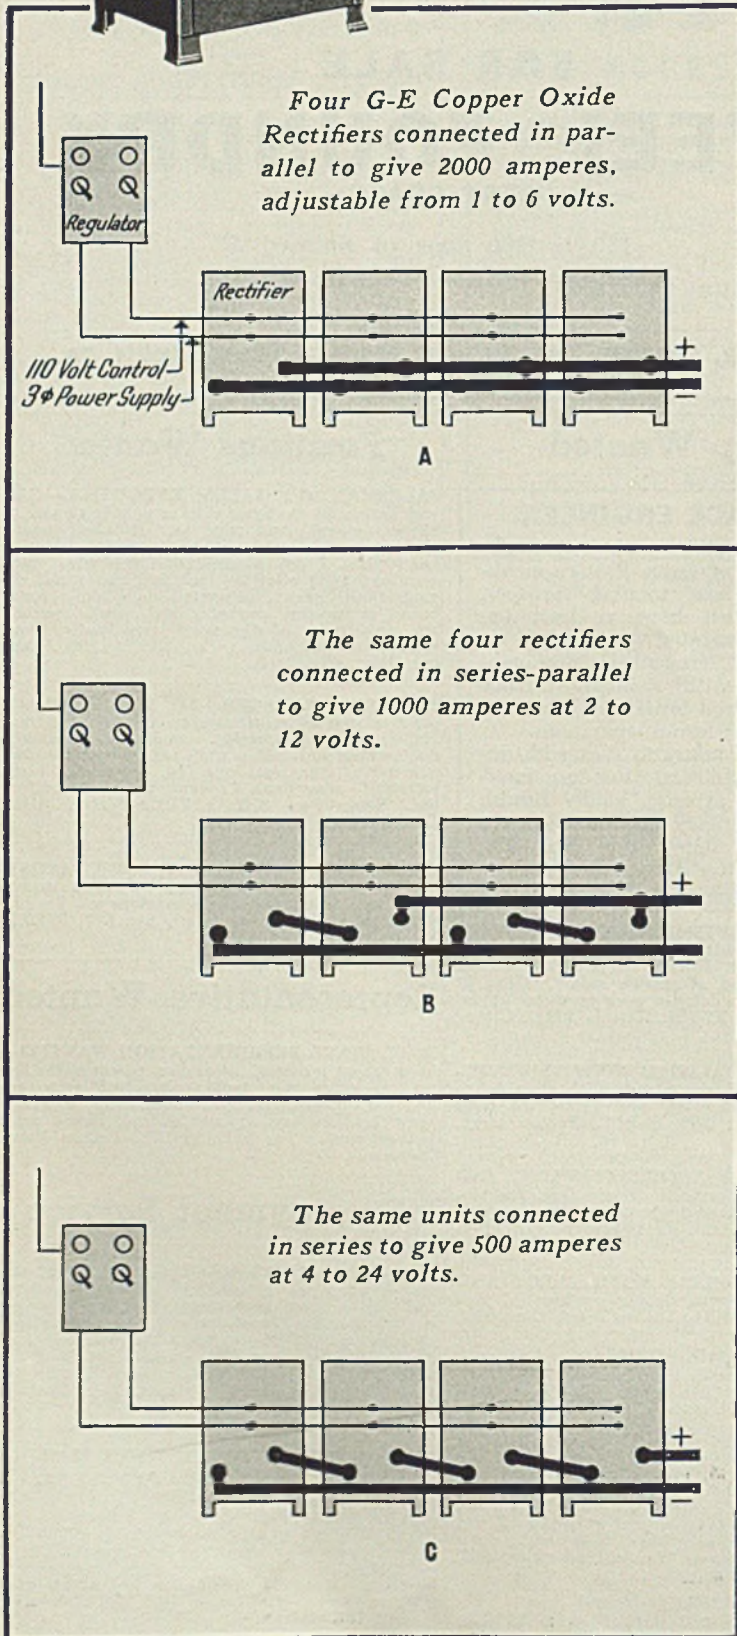 Four G-E Copper Oxide
Rectifiers connected in par-
allel to give 2000 amperes,
adjustable from 1 to 6 volts.
Regulator
Rectifier
110 Volt Control
3φ Power Supply
+
−
A
The same four rectifiers
connected in series-parallel
to give 1000 amperes at 2 to
12 volts.
+
−
B
The same units connected
in series to give 500 amperes
at 4 to 24 volts.
+
−
C